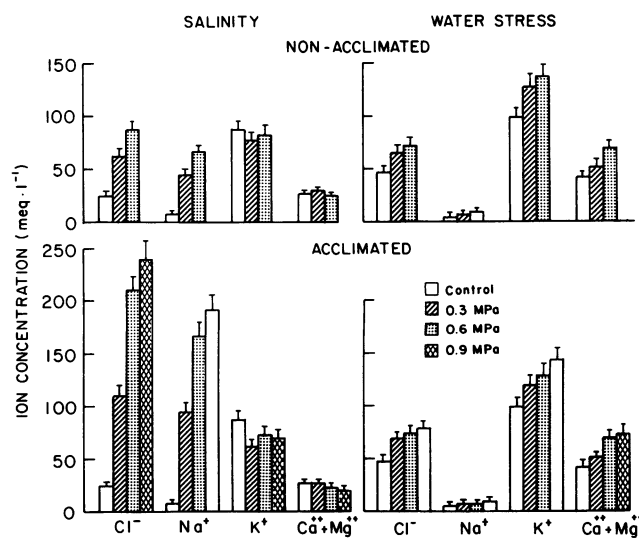 SALINITY WATER STRESS
NON-ACCLIMATED
150
100
50
0
ION CONCENTRATION (meq·l⁻¹)
ACCLIMATED
250
200
150
100
50
0
Control
0.3 MPa
0.6 MPa
0.9 MPa
Cl⁻ Na⁺ K⁺ Ca⁺⁺+Mg⁺⁺ Cl⁻ Na⁺ K⁺ Ca⁺⁺+Mg⁺⁺